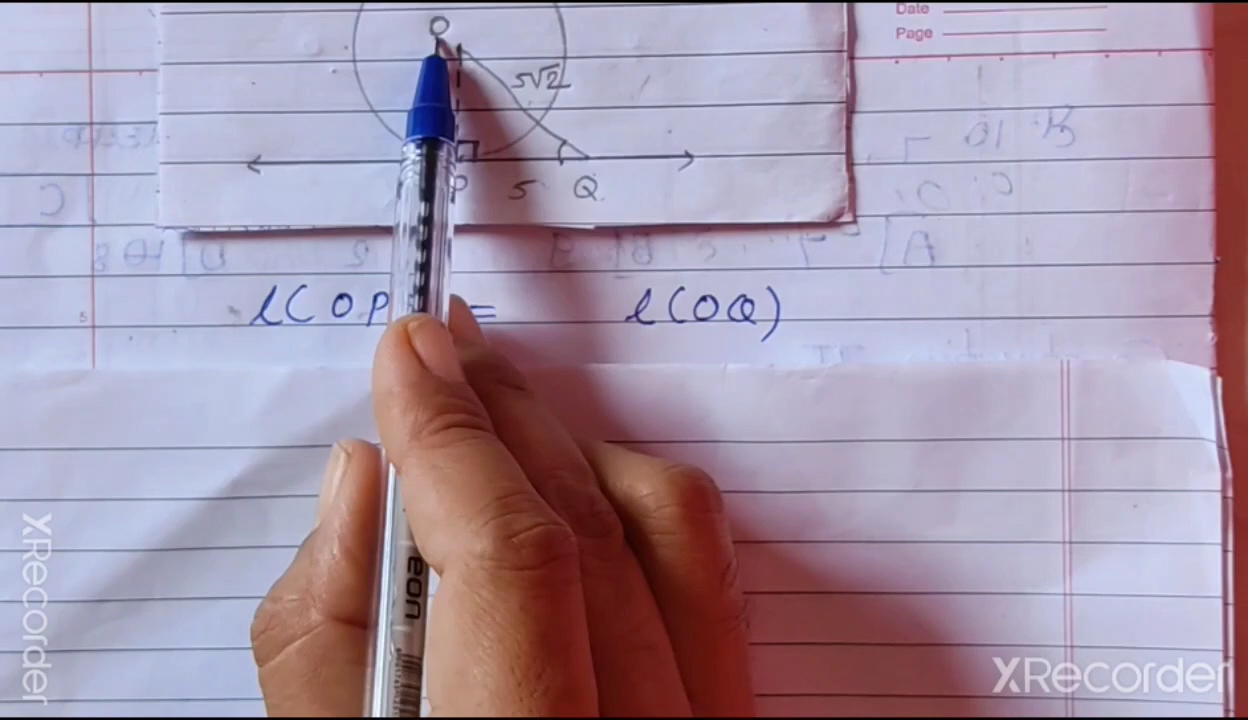 Date
Page
O
5√2
P 5 Q
l(OP = l(OQ)
XRecorder
XRecorder